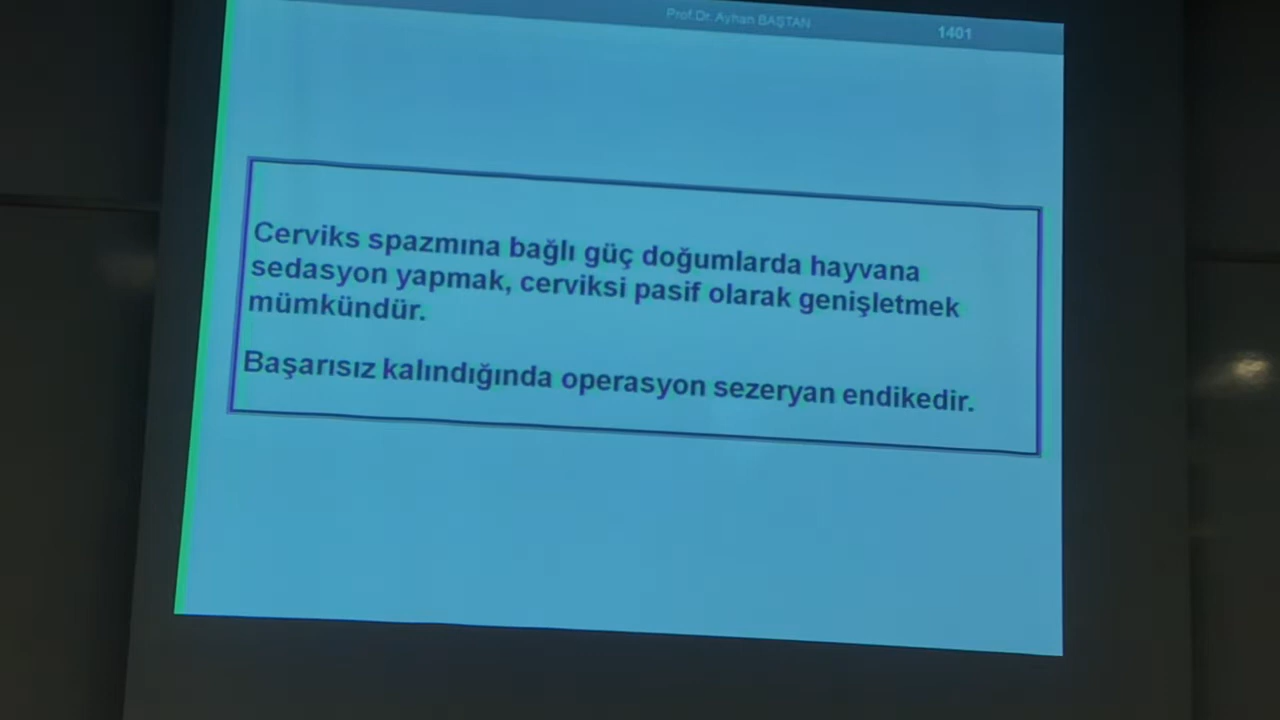 Prof.Dr. Ayhan BAŞTAN
1401
Cerviks spazmına bağlı güç doğumlarda hayvana
sedasyon yapmak, cerviksi pasif olarak genişletmek
mümkündür.
Başarısız kalındığında operasyon sezeryan endikedir.